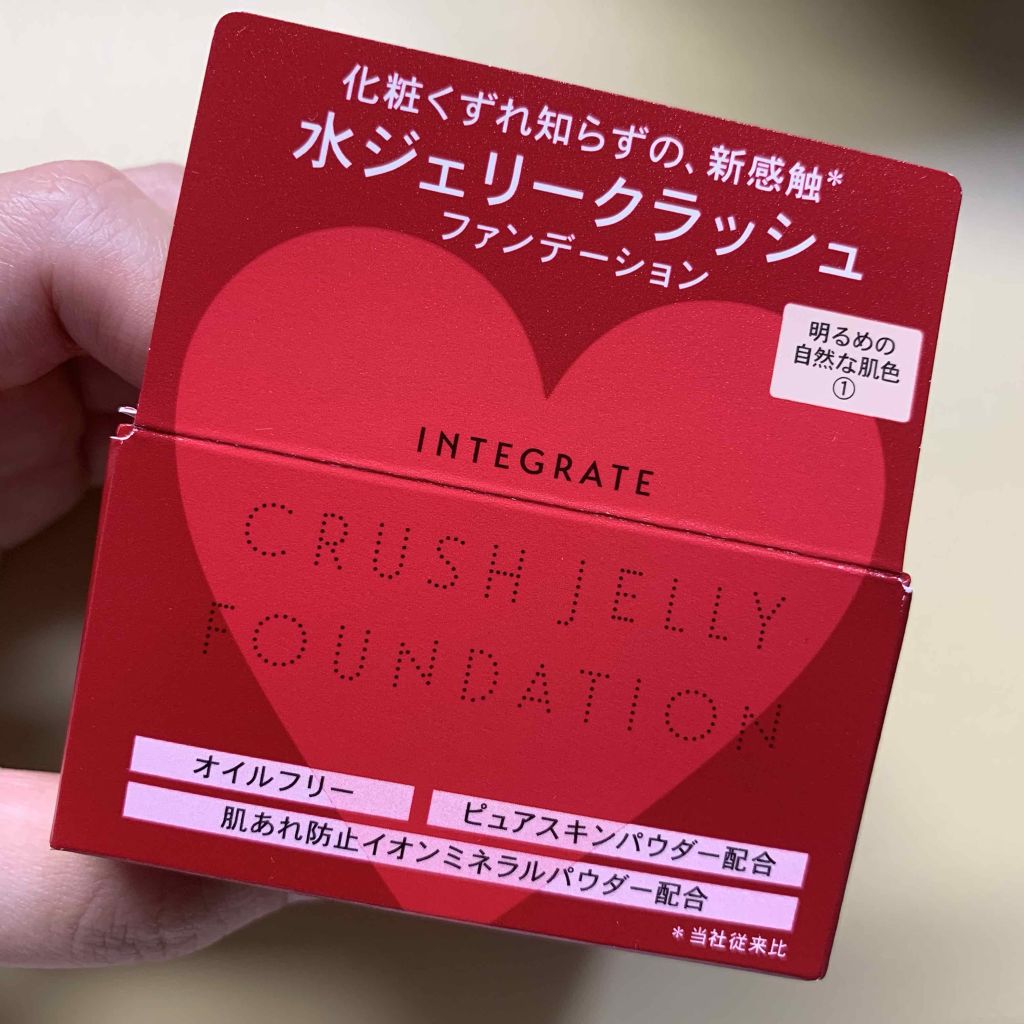 化粧くずれ知らずの、新感触*
水ジェリークラッシュ
ファンデーション
明るめの
自然な肌色
①
INTEGRATE
CRUSH JELLY
FOUNDATION
オイルフリー
ピュアスキンパウダー配合
肌あれ防止イオンミネラルパウダー配合
*当社従来比